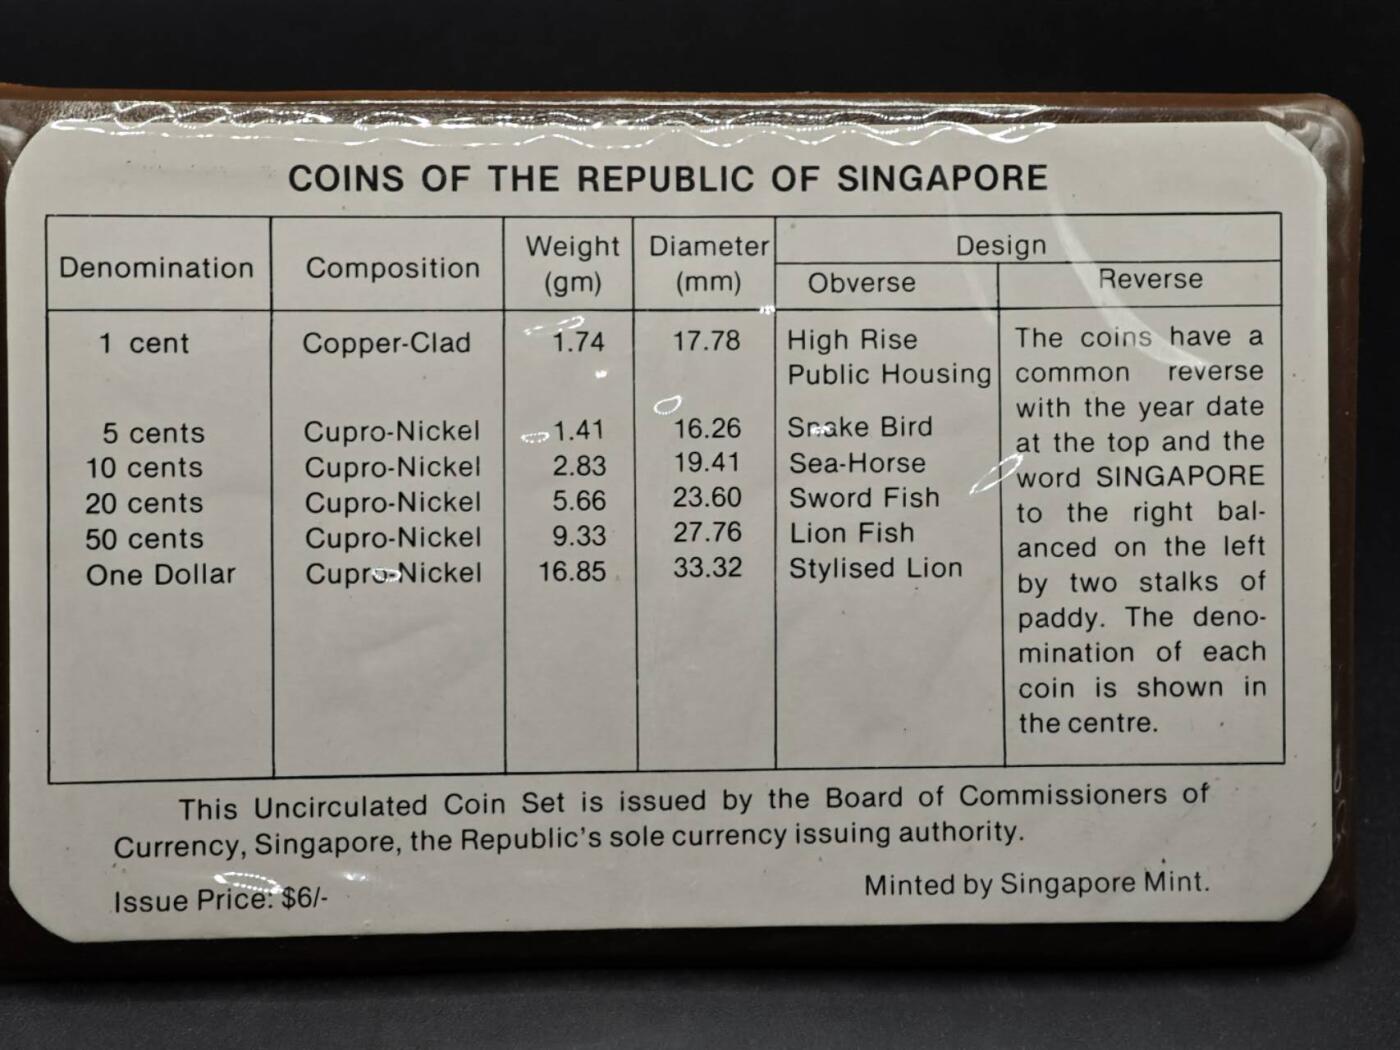 COINS OF THE REPUBLIC OF SINGAPORE
Denomination Composition Weight (gm) Diameter (mm) Design
Obverse Reverse
1 cent Copper-Clad 1.74 17.78 High Rise
Public Housing
5 cents Cupro-Nickel 1.41 16.26 Snake Bird
10 cents Cupro-Nickel 2.83 19.41 Sea-Horse
20 cents Cupro-Nickel 5.66 23.60 Sword Fish
50 cents Cupro-Nickel 9.33 27.76 Lion Fish
One Dollar Cupro-Nickel 16.85 33.32 Stylised Lion
The coins have a
common reverse
with the year date
at the top and the
word SINGAPORE
to the right bal-
anced on the left
by two stalks of
paddy. The deno-
mination of each
coin is shown in
the centre.
This Uncirculated Coin Set is issued by the Board of Commissioners of
Currency, Singapore, the Republic's sole currency issuing authority.
Issue Price: $6/- Minted by Singapore Mint.